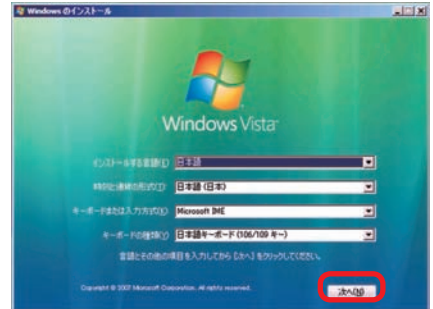 Windows のインストール
Windows Vista™
インストールする言語(E) 日本語
時刻と通貨の形式(T) 日本語 (日本)
キーボードまたは入力方式(K) Microsoft IME
キーボードの種類(Y) 日本語キーボード (106/109 キー)
言語とその他の項目を入力してから [次へ] をクリックしてください。
Copyright © 2007 Microsoft Corporation. All rights reserved.
次へ(N)